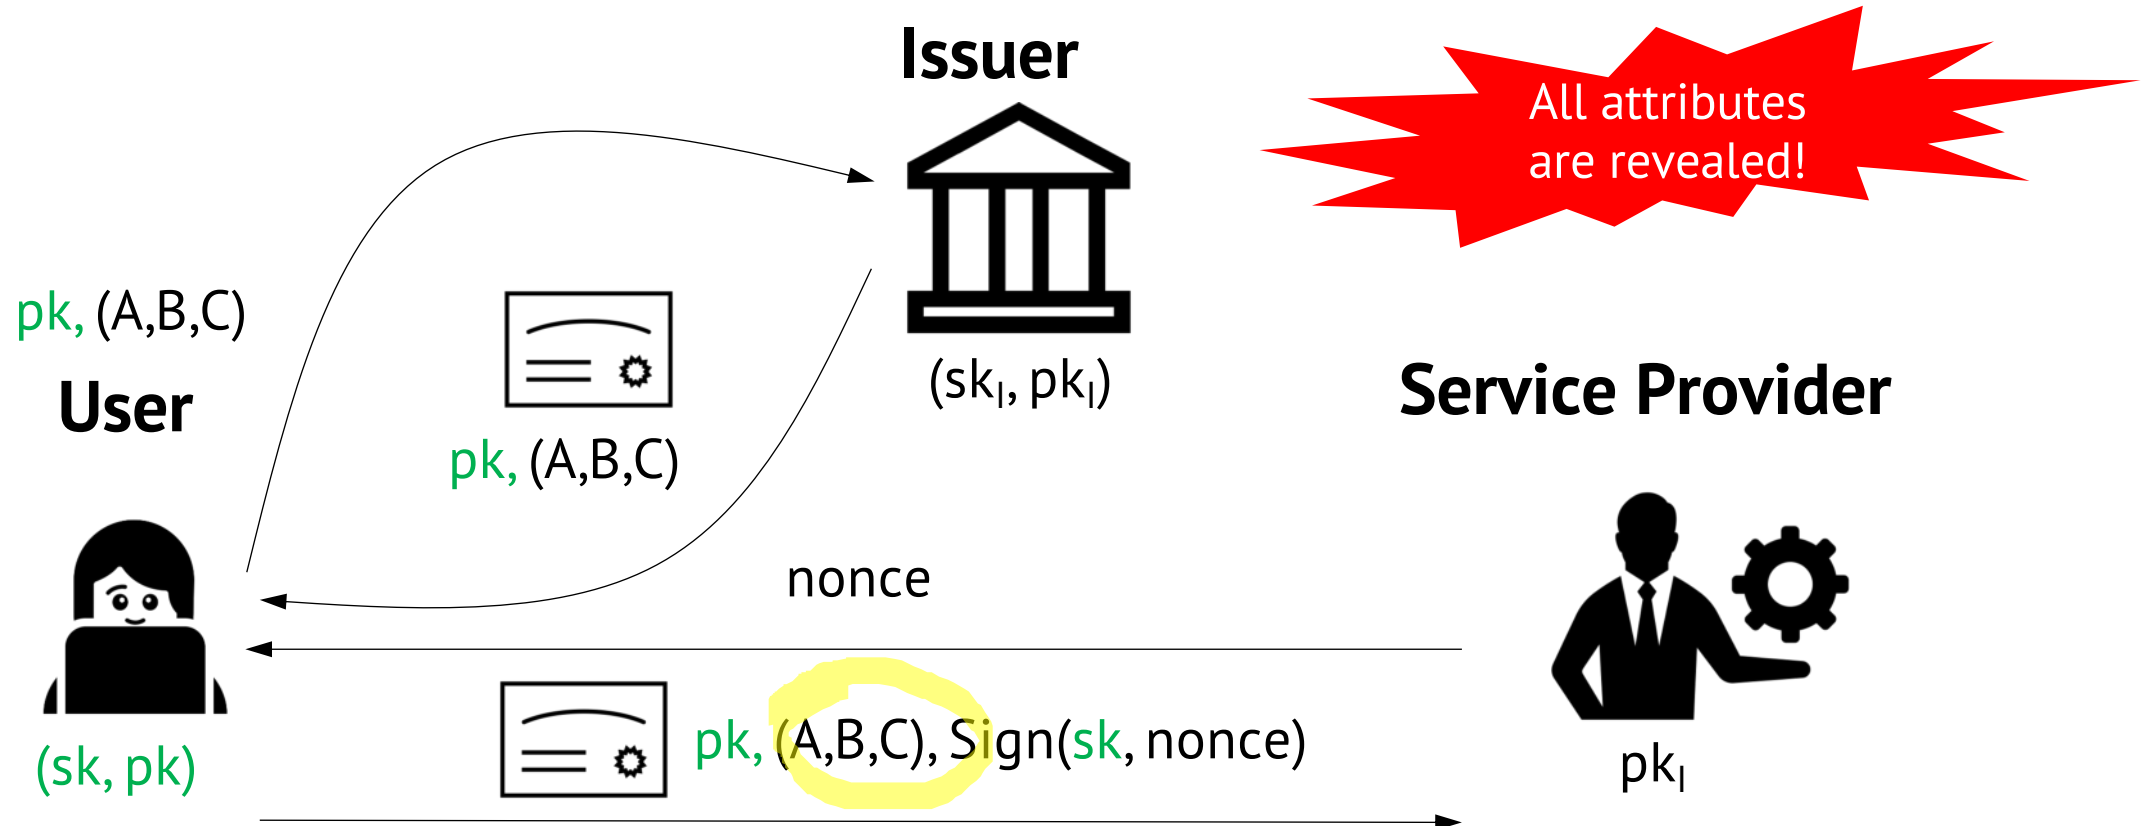 Issuer
All attributes
are revealed!
pk, (A,B,C)
User
(skI, pkI)
Service Provider
pk, (A,B,C)
nonce
pk, (A,B,C), Sign(sk, nonce)
(sk, pk)
pkI